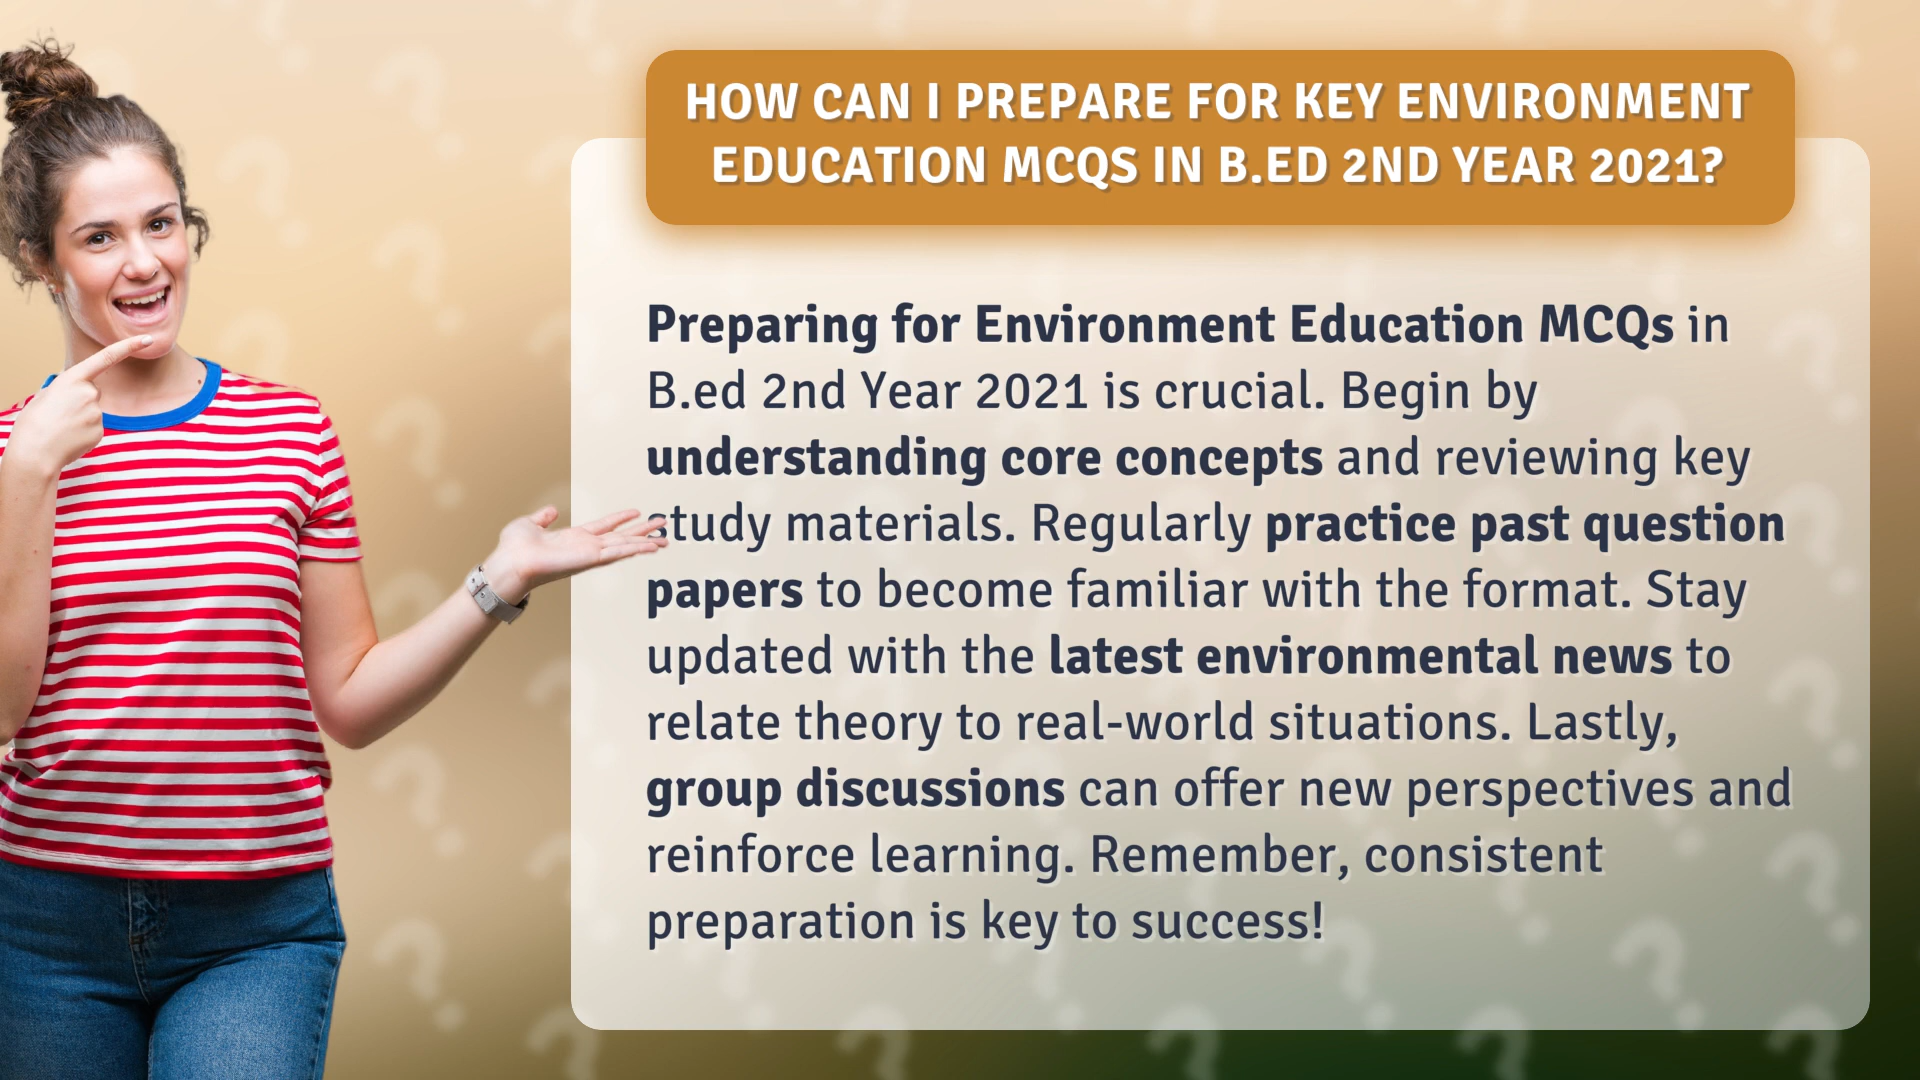 HOW CAN I PREPARE FOR KEY ENVIRONMENT
EDUCATION MCQS IN B.ED 2ND YEAR 2021?
Preparing for Environment Education MCQs in
B.ed 2nd Year 2021 is crucial. Begin by
understanding core concepts and reviewing key
study materials. Regularly practice past question
papers to become familiar with the format. Stay
updated with the latest environmental news to
relate theory to real-world situations. Lastly,
group discussions can offer new perspectives and
reinforce learning. Remember, consistent
preparation is key to success!